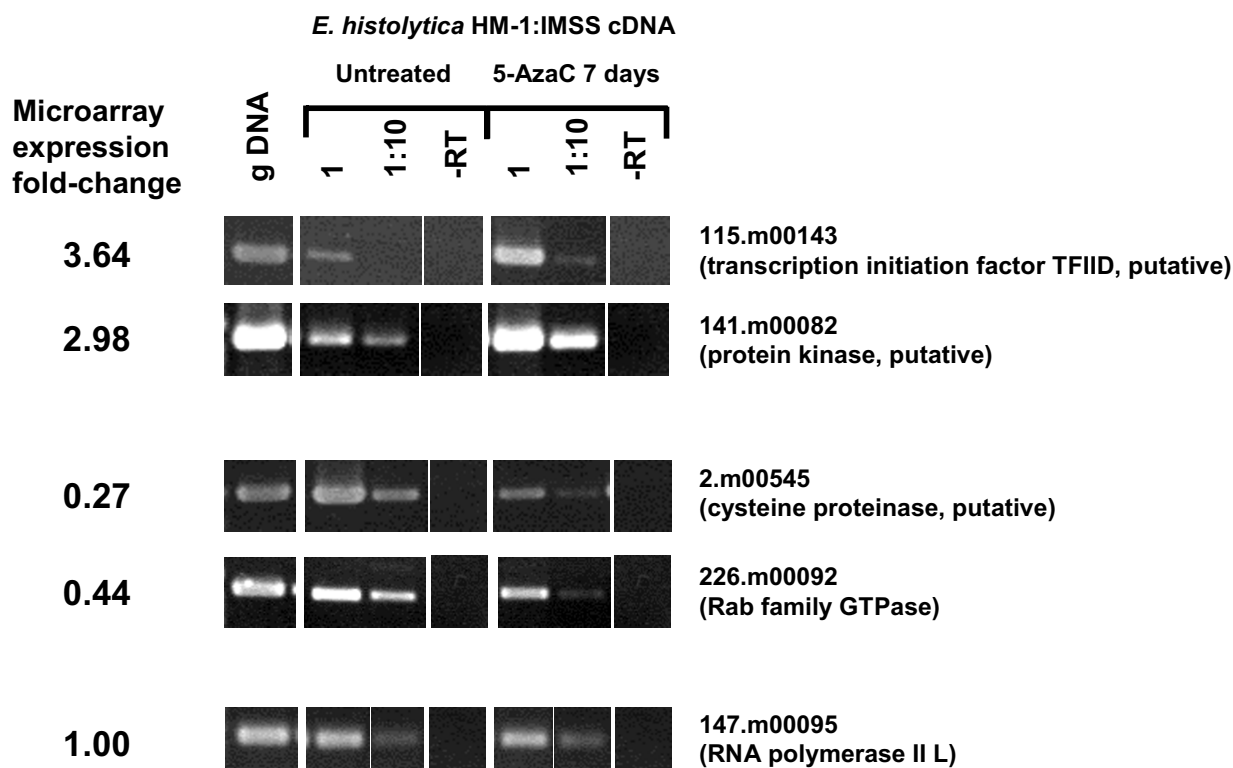 E. histolytica HM-1:IMSS cDNA
Untreated
5-AzaC 7 days
Microarray
expression
fold-change
g DNA
1
1:10
-RT
1
1:10
-RT
3.64
115.m00143
(transcription initiation factor TFIID, putative)
2.98
141.m00082
(protein kinase, putative)
0.27
2.m00545
(cysteine proteinase, putative)
0.44
226.m00092
(Rab family GTPase)
1.00
147.m00095
(RNA polymerase II L)